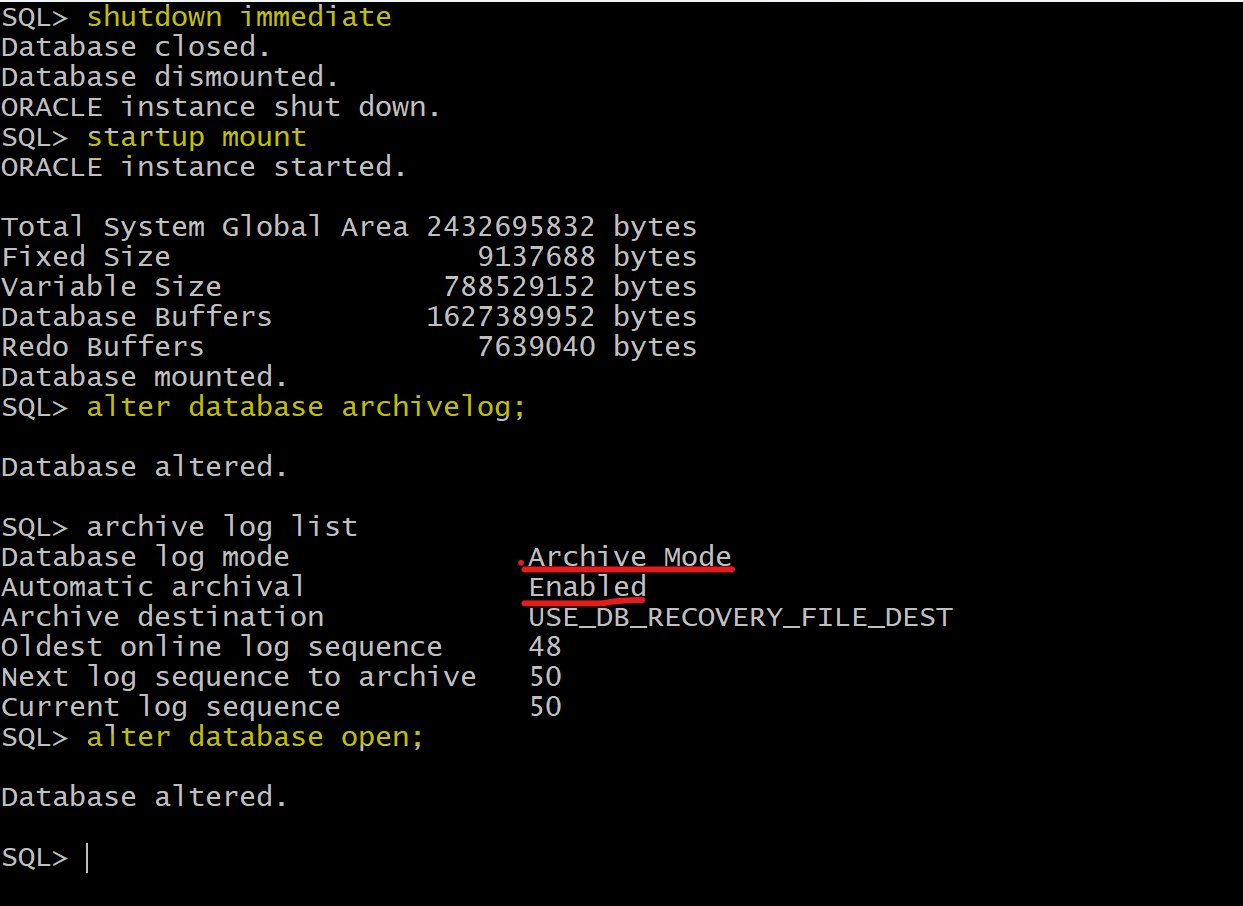 SQL> shutdown immediate
Database closed.
Database dismounted.
ORACLE instance shut down.
SQL> startup mount
ORACLE instance started.
Total System Global Area 2432695832 bytes
Fixed Size 9137688 bytes
Variable Size 788529152 bytes
Database Buffers 1627389952 bytes
Redo Buffers 7639040 bytes
Database mounted.
SQL> alter database archivelog;
Database altered.
SQL> archive log list
Database log mode Archive Mode
Automatic archival Enabled
Archive destination USE_DB_RECOVERY_FILE_DEST
Oldest online log sequence 48
Next log sequence to archive 50
Current log sequence 50
SQL> alter database open;
Database altered.
SQL>